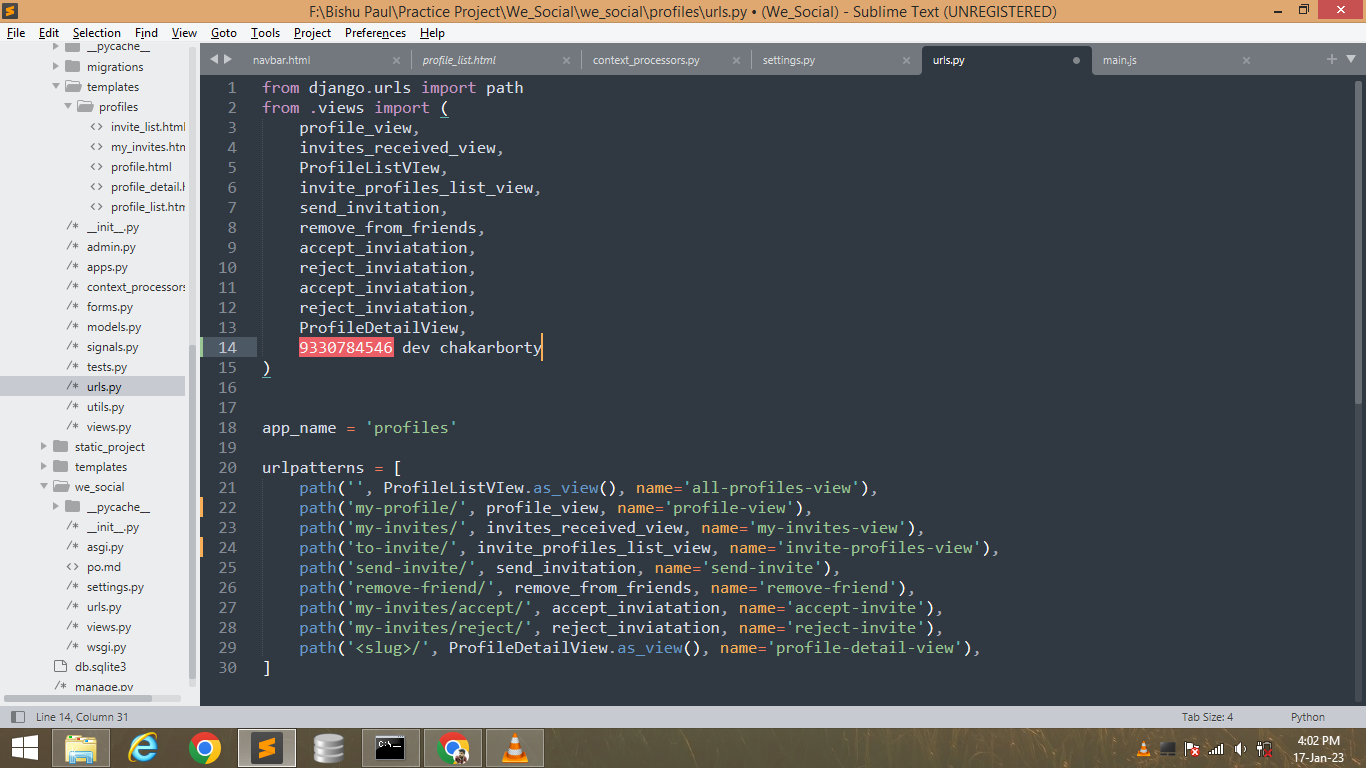 F:\Bishu Paul\Practice Project\We_Social\we_social\profiles\urls.py • (We_Social) - Sublime Text (UNREGISTERED)
File Edit Selection Find View Goto Tools Project Preferences Help
__pycache__
migrations
templates
profiles
invite_list.html
my_invites.htm
profile.html
profile_detail.h
profile_list.htm
/* __init__.py
/* admin.py
/* apps.py
/* context_processors
/* forms.py
/* models.py
/* signals.py
/* tests.py
/* urls.py
/* utils.py
/* views.py
static_project
templates
we_social
__pycache__
/* __init__.py
/* asgi.py
<> po.md
/* settings.py
/* urls.py
/* views.py
/* wsgi.py
db.sqlite3
/* manage.py
navbar.html profile_list.html context_processors.py settings.py urls.py main.js
1 from django.urls import path
2 from .views import (
3 profile_view,
4 invites_received_view,
5 ProfileListVIew,
6 invite_profiles_list_view,
7 send_invitation,
8 remove_from_friends,
9 accept_inviatation,
10 reject_inviatation,
11 accept_inviatation,
12 reject_inviatation,
13 ProfileDetailView,
14 9330784546 dev chakarborty
15 )
16
17
18 app_name = 'profiles'
19
20 urlpatterns = [
21 path('', ProfileListVIew.as_view(), name='all-profiles-view'),
22 path('my-profile/', profile_view, name='profile-view'),
23 path('my-invites/', invites_received_view, name='my-invites-view'),
24 path('to-invite/', invite_profiles_list_view, name='invite-profiles-view'),
25 path('send-invite/', send_invitation, name='send-invite'),
26 path('remove-friend/', remove_from_friends, name='remove-friend'),
27 path('my-invites/accept/', accept_inviatation, name='accept-invite'),
28 path('my-invites/reject/', reject_inviatation, name='reject-invite'),
29 path('<slug>/', ProfileDetailView.as_view(), name='profile-detail-view'),
30 ]
Line 14, Column 31 Tab Size: 4 Python
4:02 PM
17-Jan-23